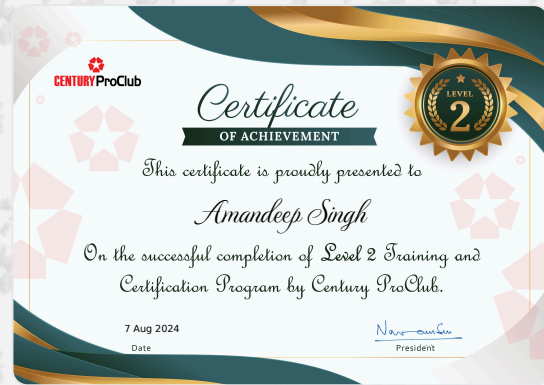 CENTURY ProClub
Certificate
OF ACHIEVEMENT
LEVEL
2
This certificate is proudly presented to
Amandeep Singh
On the successful completion of Level 2 Training and
Certification Program by Century ProClub.
7 Aug 2024
Date
President